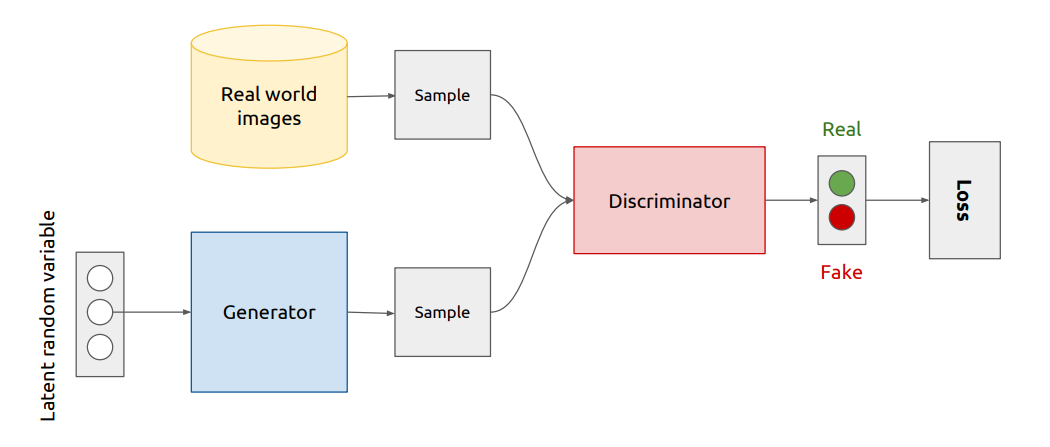 Real world
images
Sample
Real
Discriminator
Loss
Fake
Latent random variable
Generator
Sample